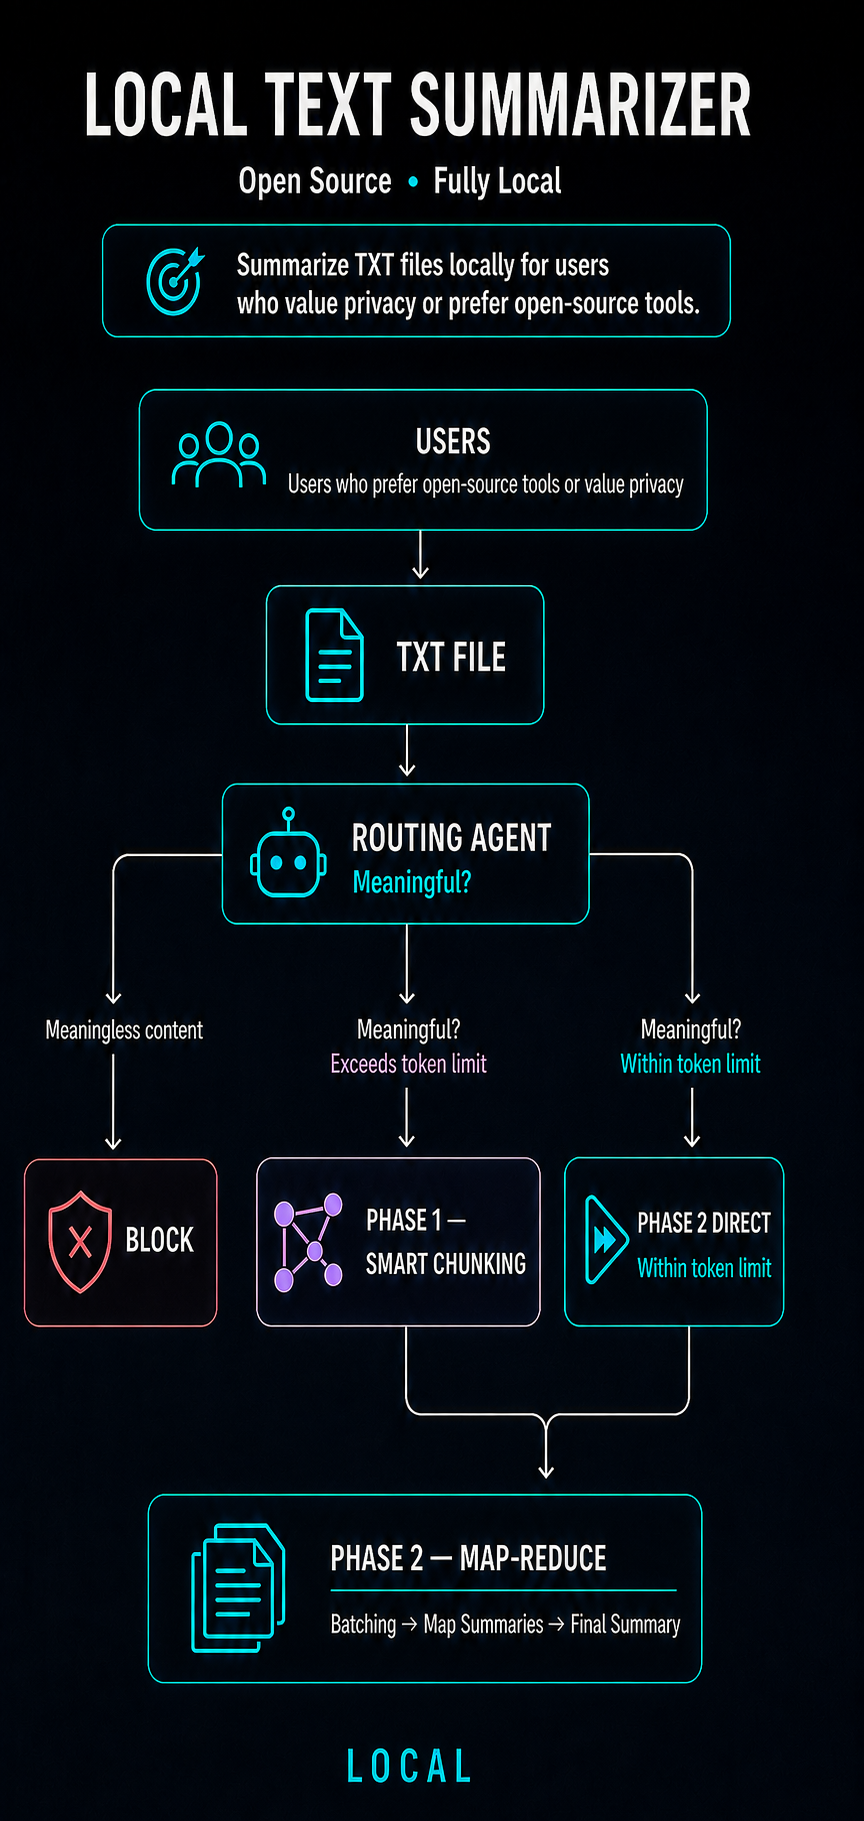 LOCAL TEXT SUMMARIZER
Open Source • Fully Local
Summarize TXT files locally for users
who value privacy or prefer open-source tools.
USERS
Users who prefer open-source tools or value privacy
TXT FILE
ROUTING AGENT
Meaningful?
Meaningless content
Meaningful?
Exceeds token limit
Meaningful?
Within token limit
BLOCK
PHASE 1 —
SMART CHUNKING
PHASE 2 DIRECT
Within token limit
PHASE 2 — MAP-REDUCE
Batching → Map Summaries → Final Summary
LOCAL